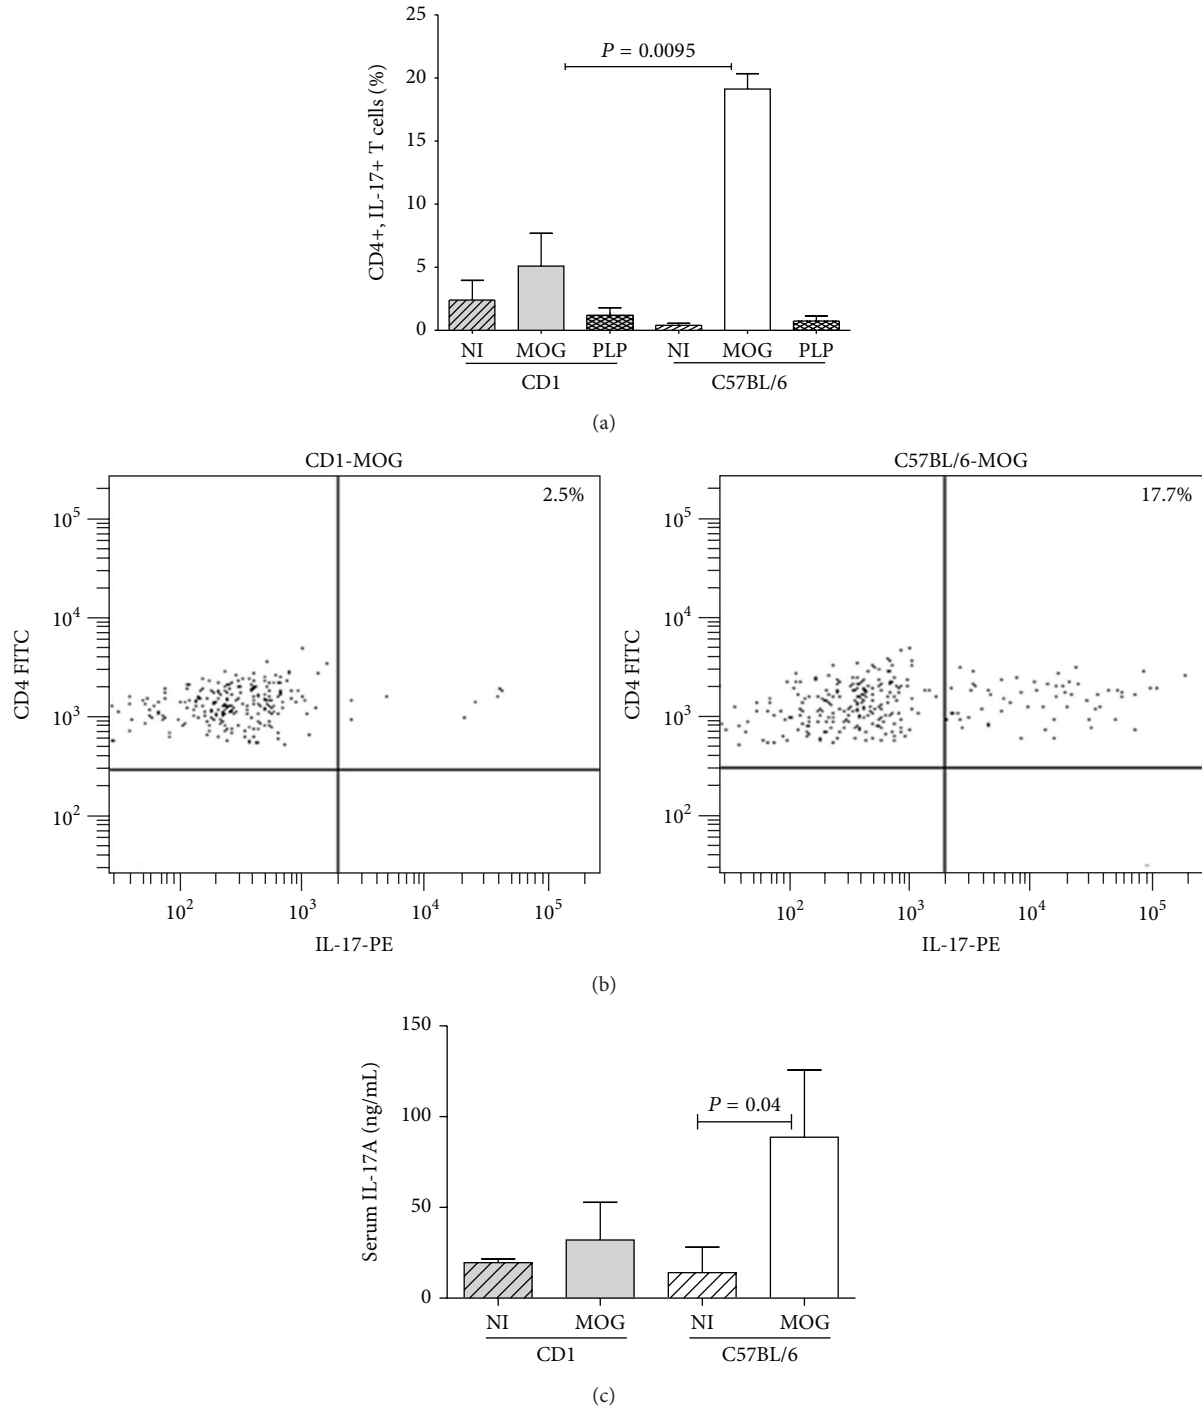 25
20
15
10
5
0
CD4+, IL-17+ T cells (%)
P = 0.0095
NI MOG PLP NI MOG PLP
CD1 C57BL/6
(a)
CD1-MOG
2.5%
10^5
10^4
10^3
10^2
CD4 FITC
10^2 10^3 10^4 10^5
IL-17-PE
C57BL/6-MOG
17.7%
10^5
10^4
10^3
10^2
CD4 FITC
10^2 10^3 10^4 10^5
IL-17-PE
(b)
150
100
50
0
Serum IL-17A (ng/mL)
P = 0.04
NI MOG NI MOG
CD1 C57BL/6
(c)